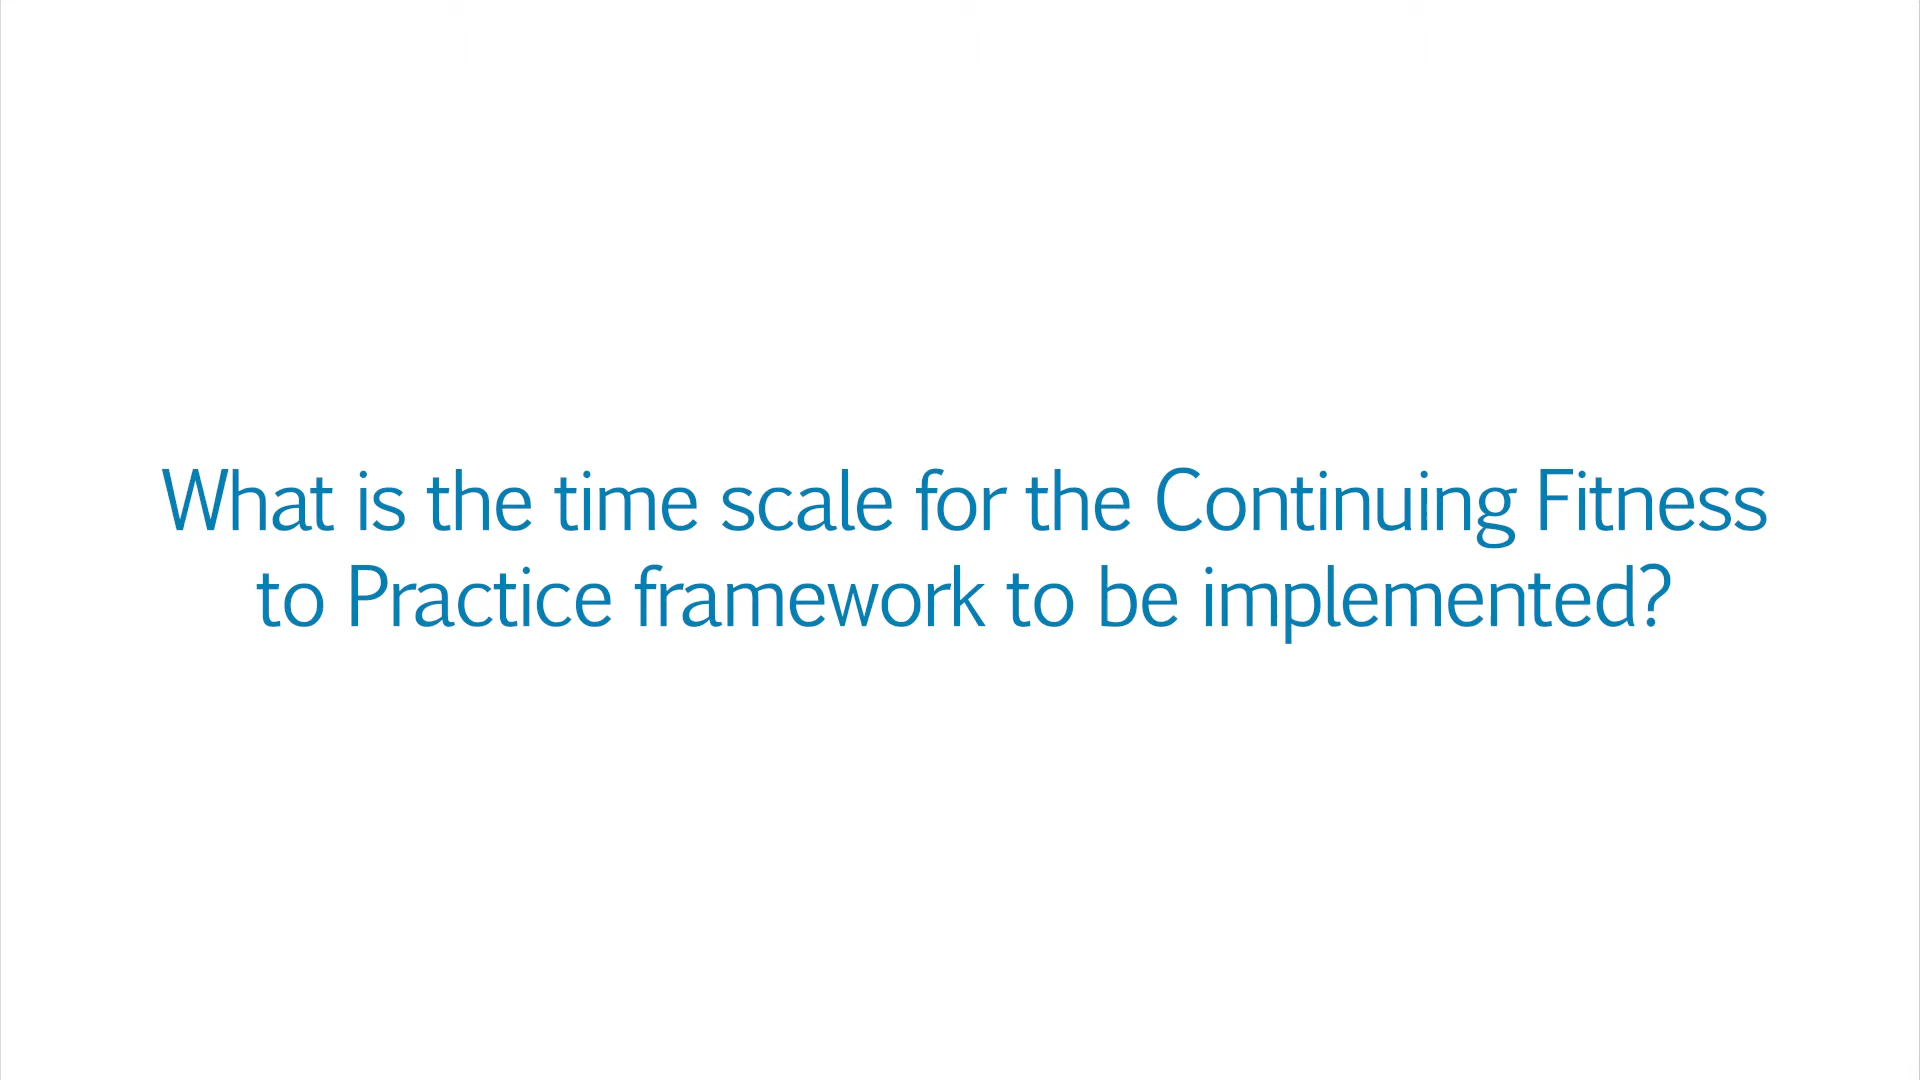 What is the time scale for the Continuing Fitness
to Practice framework to be implemented?